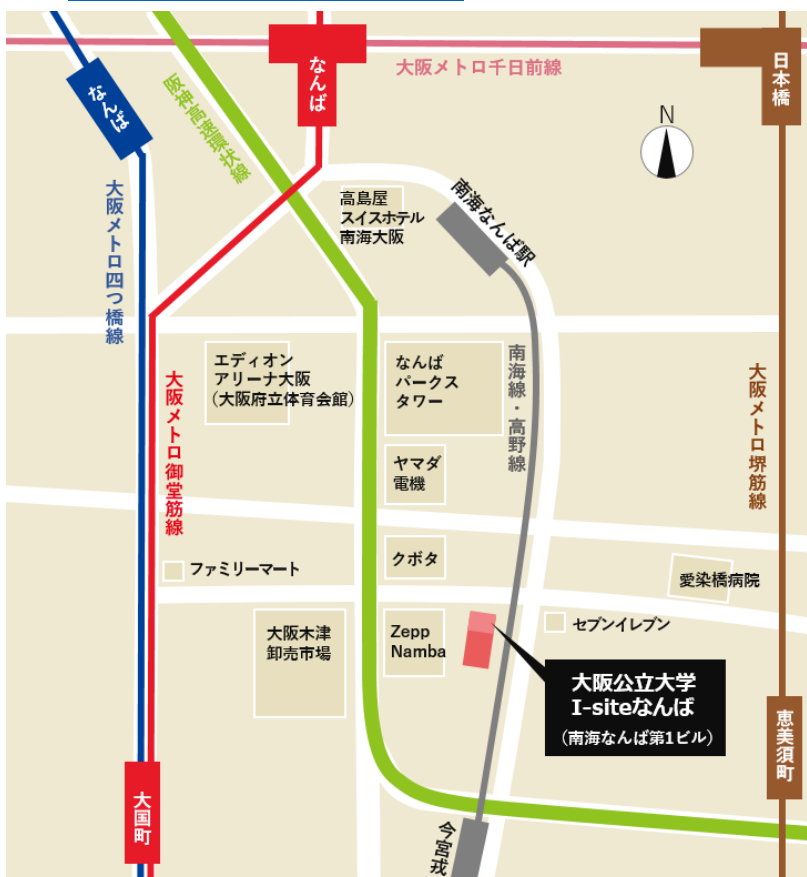 なんば
なんば
大阪メトロ千日前線
日本橋
阪神高速環状線
N
大阪メトロ四つ橋線
高島屋
スイスホテル
南海大阪
南海なんば駅
エディオン
アリーナ大阪
（大阪府立体育会館）
なんば
パークス
タワー
南海線・高野線
大阪メトロ御堂筋線
大阪メトロ堺筋線
ヤマダ
電機
クボタ
ファミリーマート
愛染橋病院
大阪木津
卸売市場
Zepp
Namba
セブンイレブン
大阪公立大学
I-siteなんば
（南海なんば第1ビル）
恵美須町
大国町
今宮戎